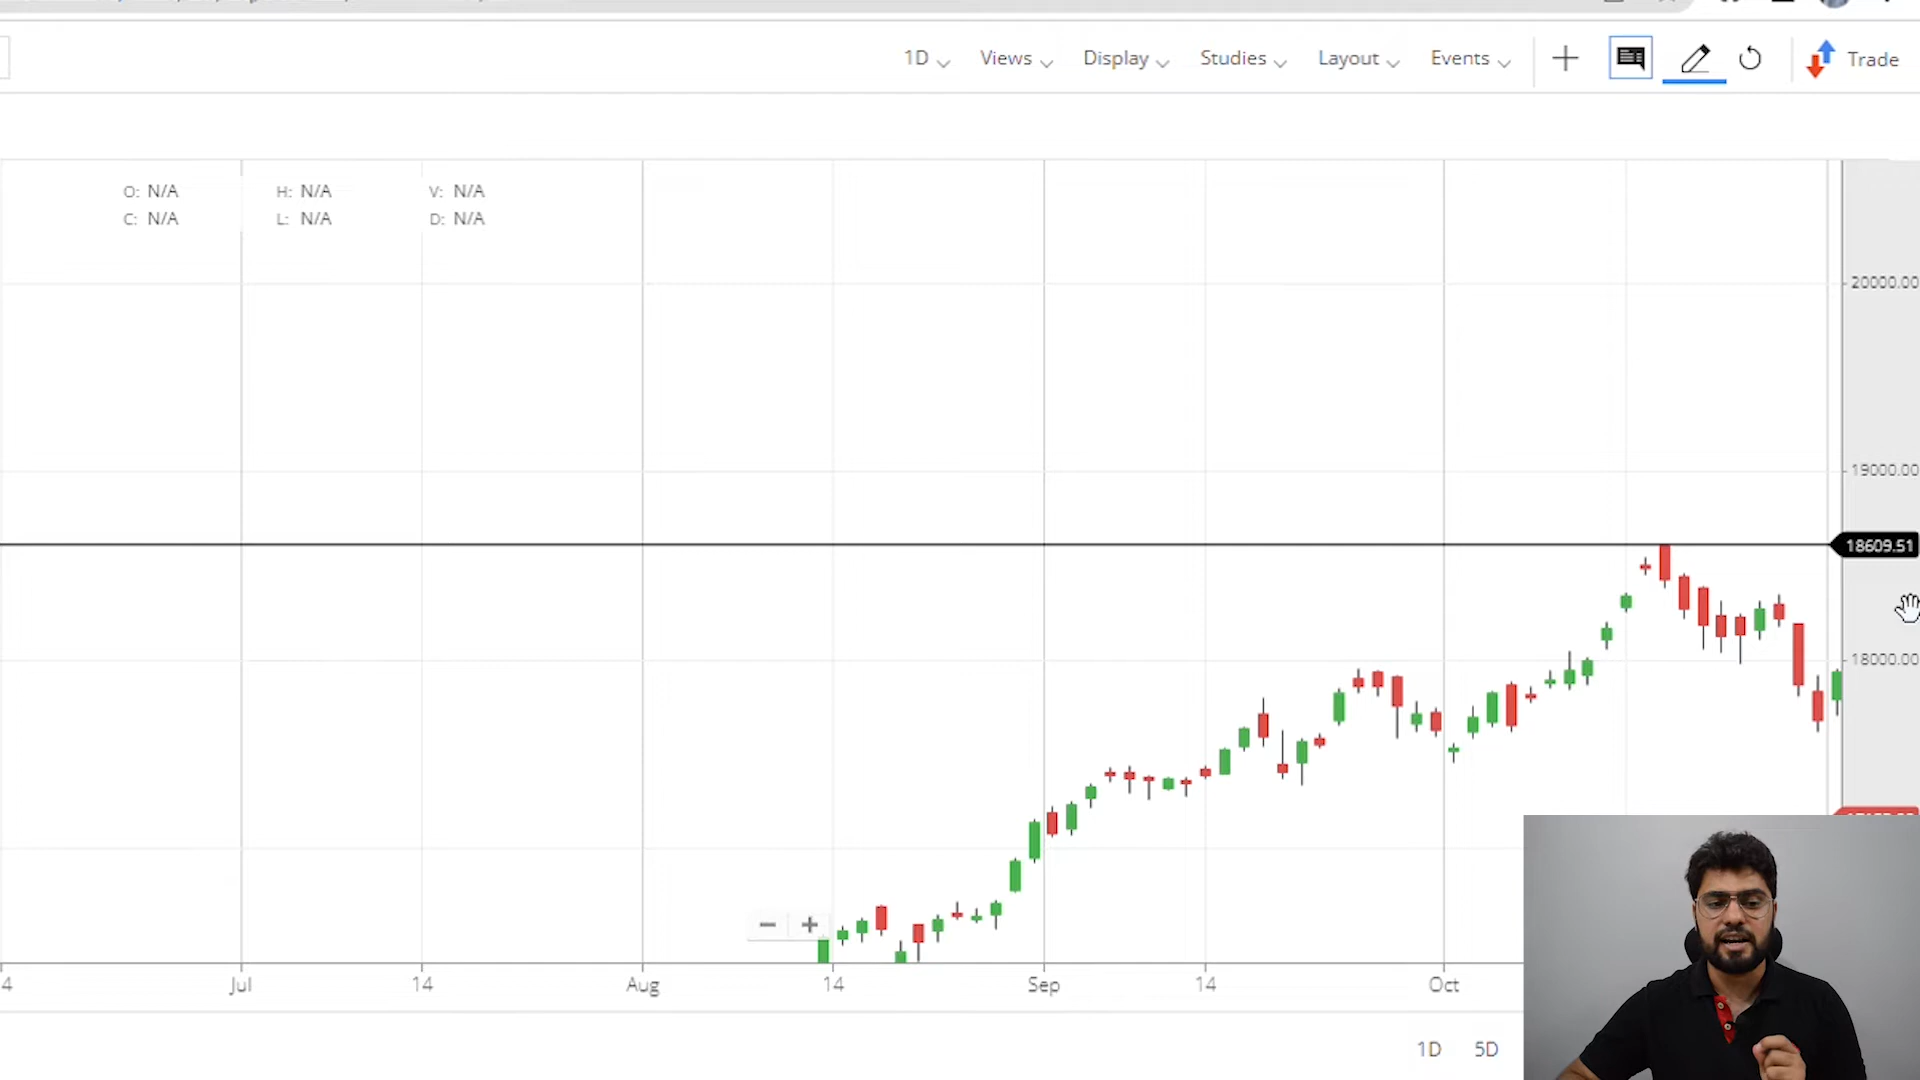 1D Views Display Studies Layout Events Trade
O: N/A H: N/A V: N/A
C: N/A L: N/A D: N/A
20000.00
19000.00
18609.51
18000.00
4 Jul 14 Aug 14 Sep 14 Oct
1D 5D